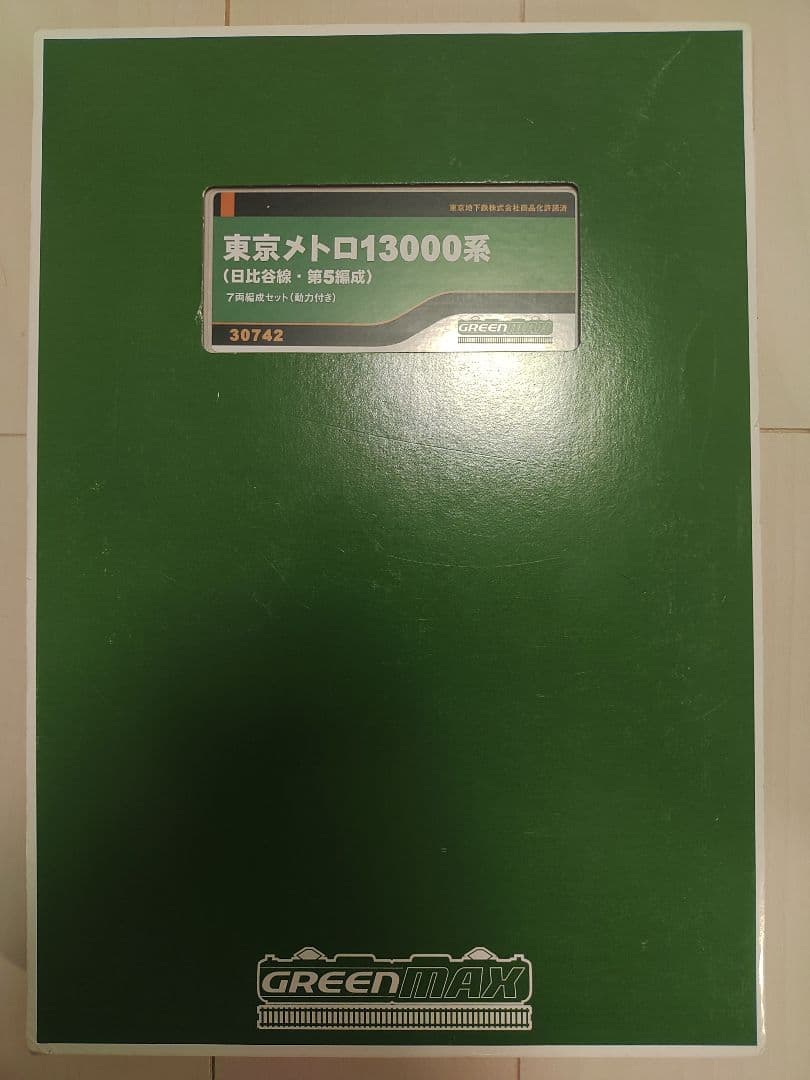 東京地下鉄株式会社商品化許諾済
東京メトロ13000系
(日比谷線・第5編成)
7両編成セット(動力付き)
30742
GREENMAX
GREENMAX